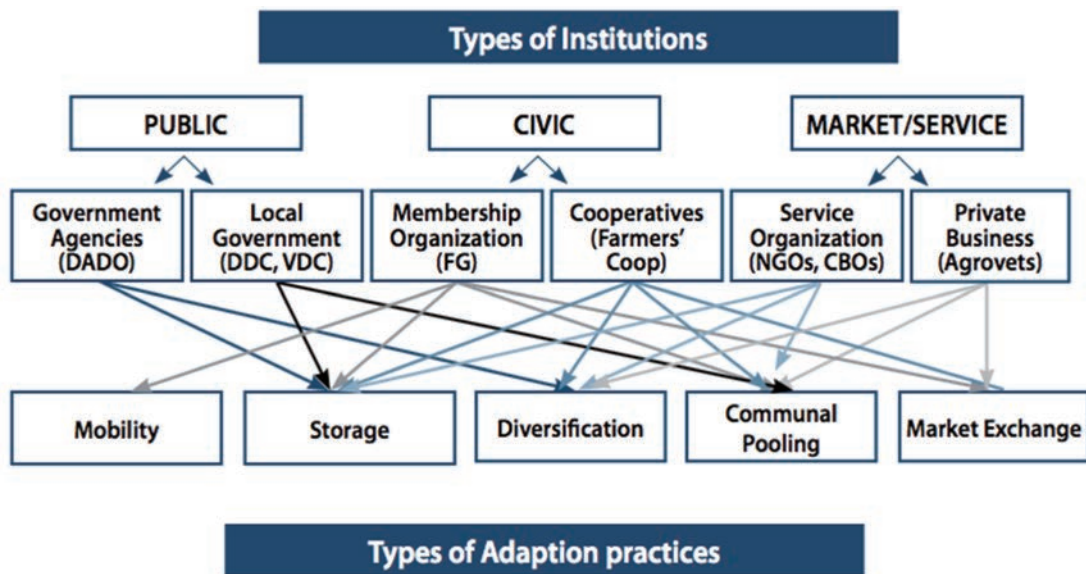 Types of Institutions
PUBLIC
CIVIC
MARKET/SERVICE
Government
Agencies
(DADO)
Local
Government
(DDC, VDC)
Membership
Organization
(FG)
Cooperatives
(Farmers'
Coop)
Service
Organization
(NGOs, CBOs)
Private
Business
(Agrovets)
Mobility
Storage
Diversification
Communal
Pooling
Market Exchange
Types of Adaption practices